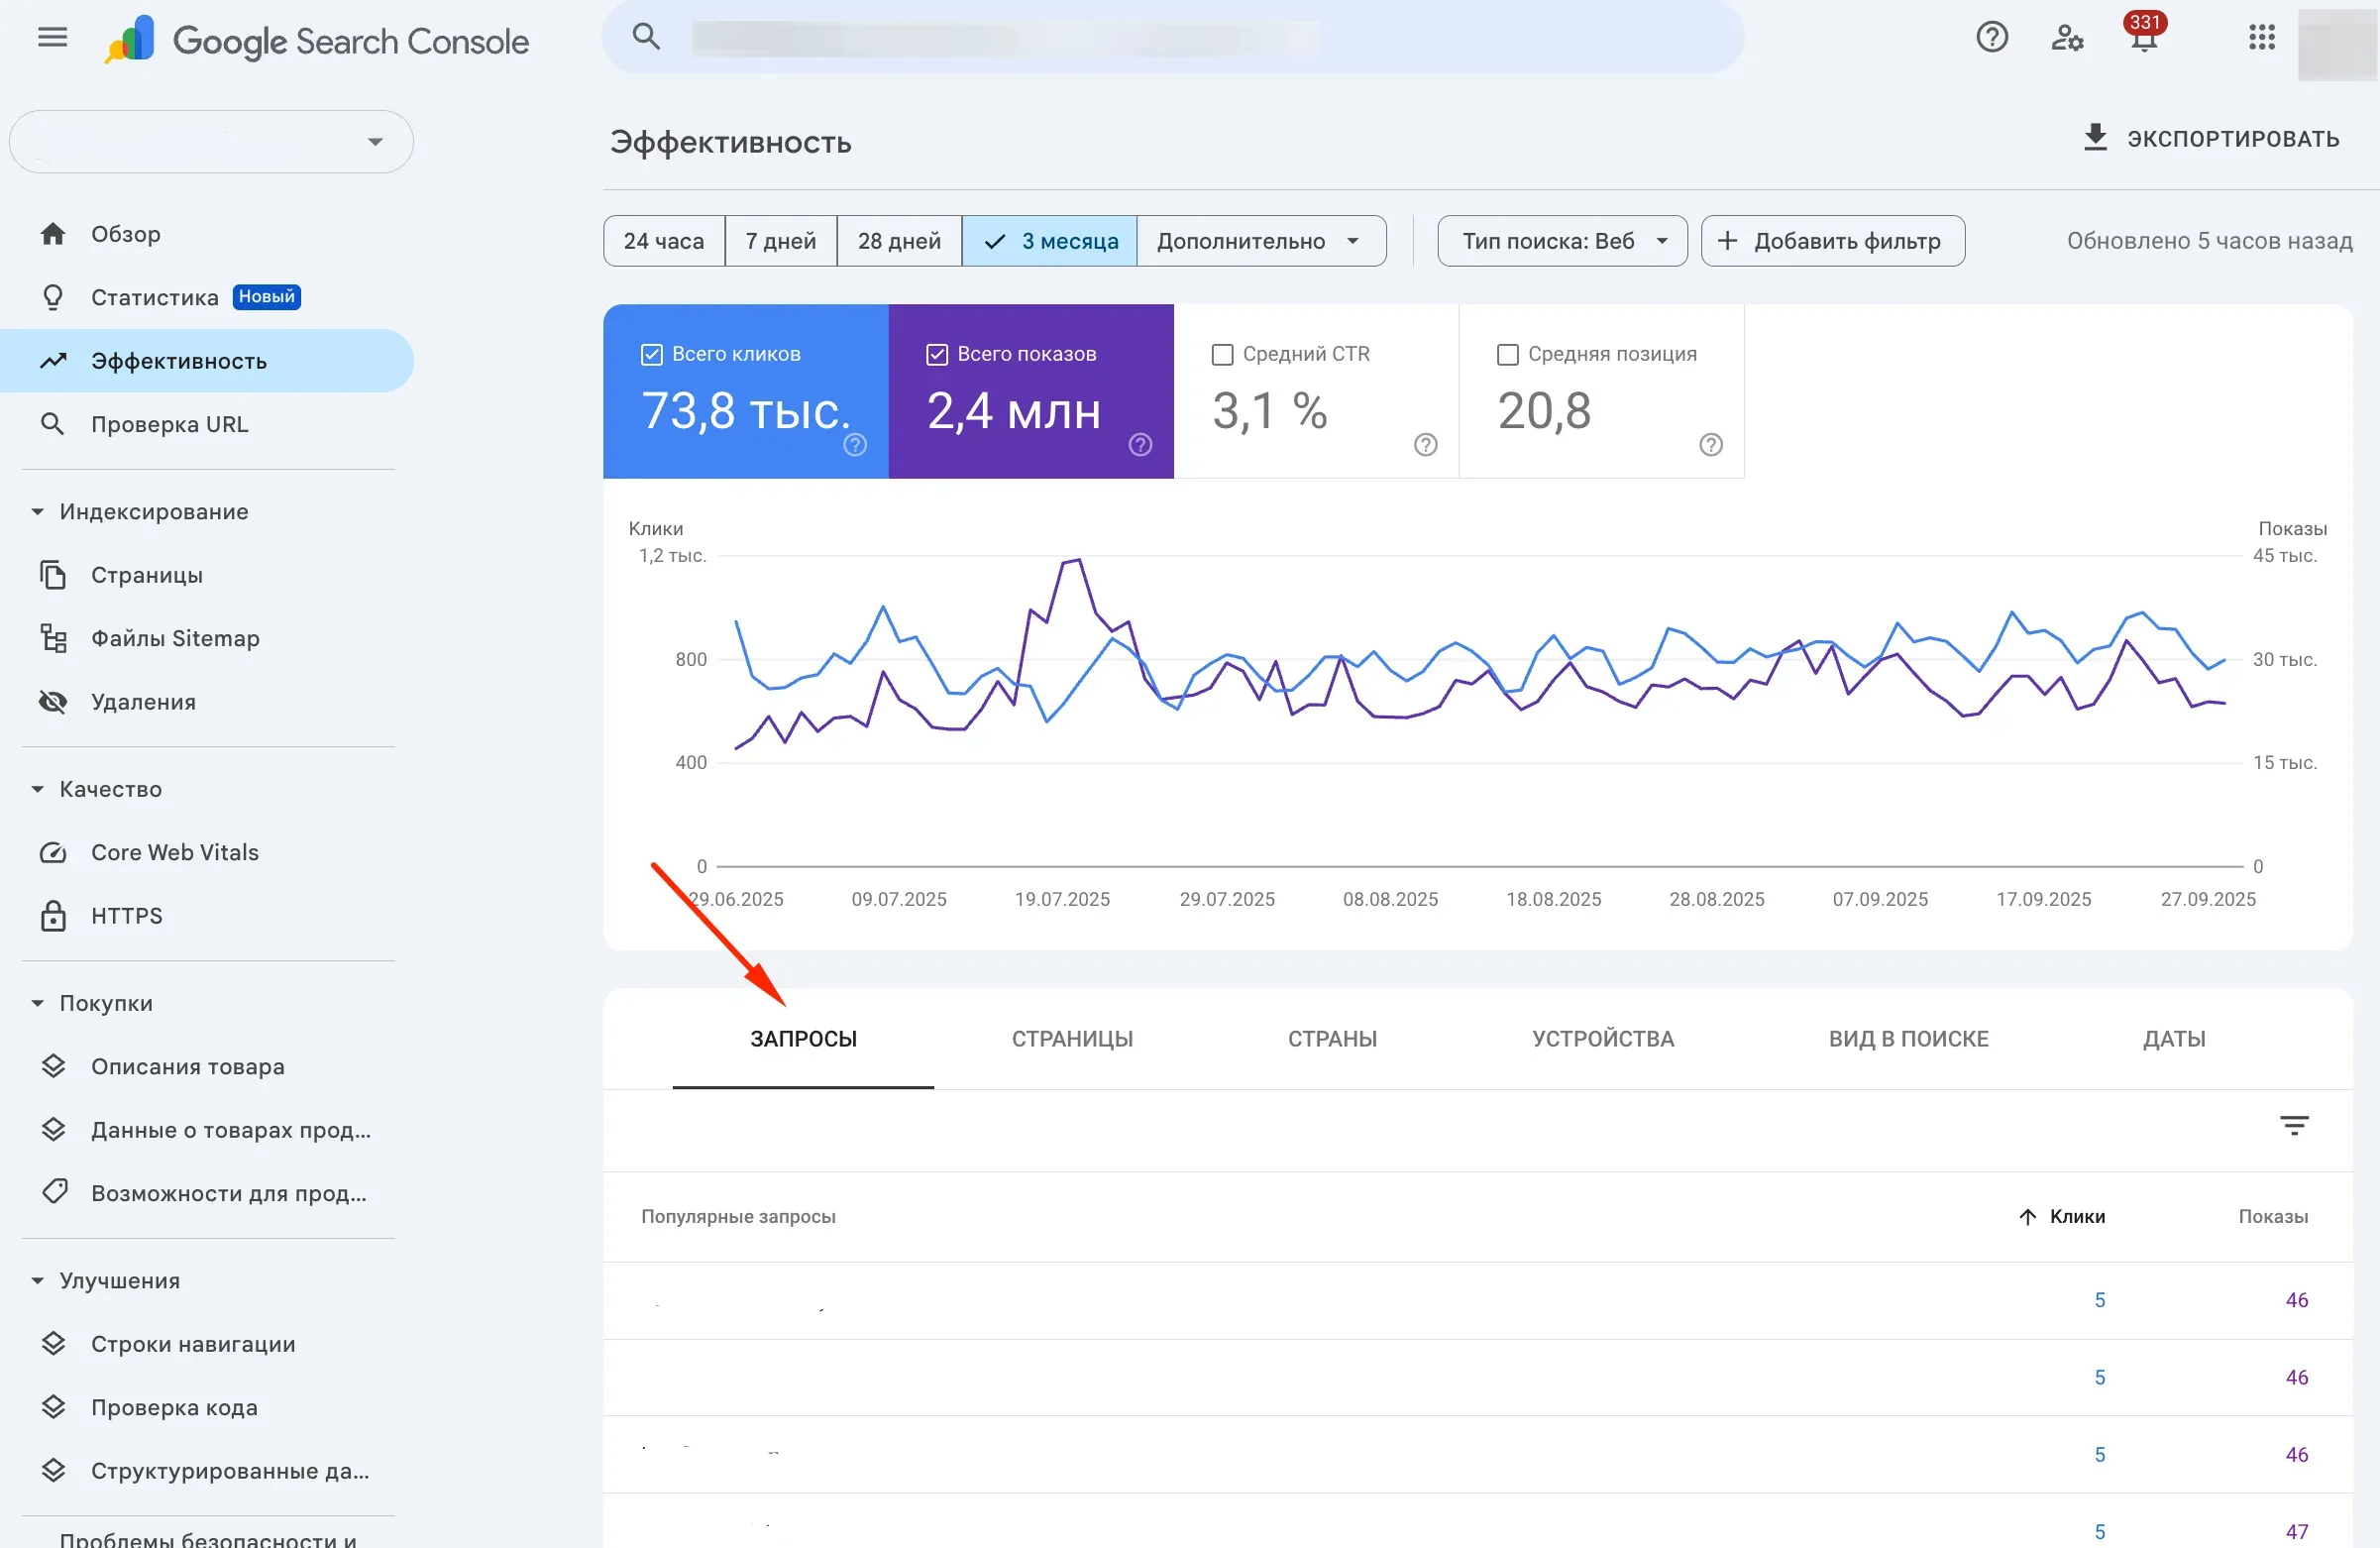 Google Search Console
331
Эффективность
ЭКСПОРТИРОВАТЬ
24 часа
7 дней
28 дней
3 месяца
Дополнительно
Тип поиска: Веб
Добавить фильтр
Обновлено 5 часов назад
Обзор
Статистика Новый
Эффективность
Проверка URL
Индексирование
Страницы
Файлы Sitemap
Удаления
Качество
Core Web Vitals
HTTPS
Покупки
Описания товара
Данные о товарах прод...
Возможности для прод...
Улучшения
Строки навигации
Проверка кода
Структурированные да...
Проблемы безопасности и
Всего кликов
73,8 тыс.
Всего показов
2,4 млн
Средний CTR
3,1 %
Средняя позиция
20,8
Клики
Показы
1,2 тыс.
45 тыс.
800
30 тыс.
400
15 тыс.
0
0
29.06.2025
09.07.2025
19.07.2025
29.07.2025
08.08.2025
18.08.2025
28.08.2025
07.09.2025
17.09.2025
27.09.2025
ЗАПРОСЫ
СТРАНИЦЫ
СТРАНЫ
УСТРОЙСТВА
ВИД В ПОИСКЕ
ДАТЫ
Популярные запросы
Клики
Показы
5 46
5 46
5 46
5 47